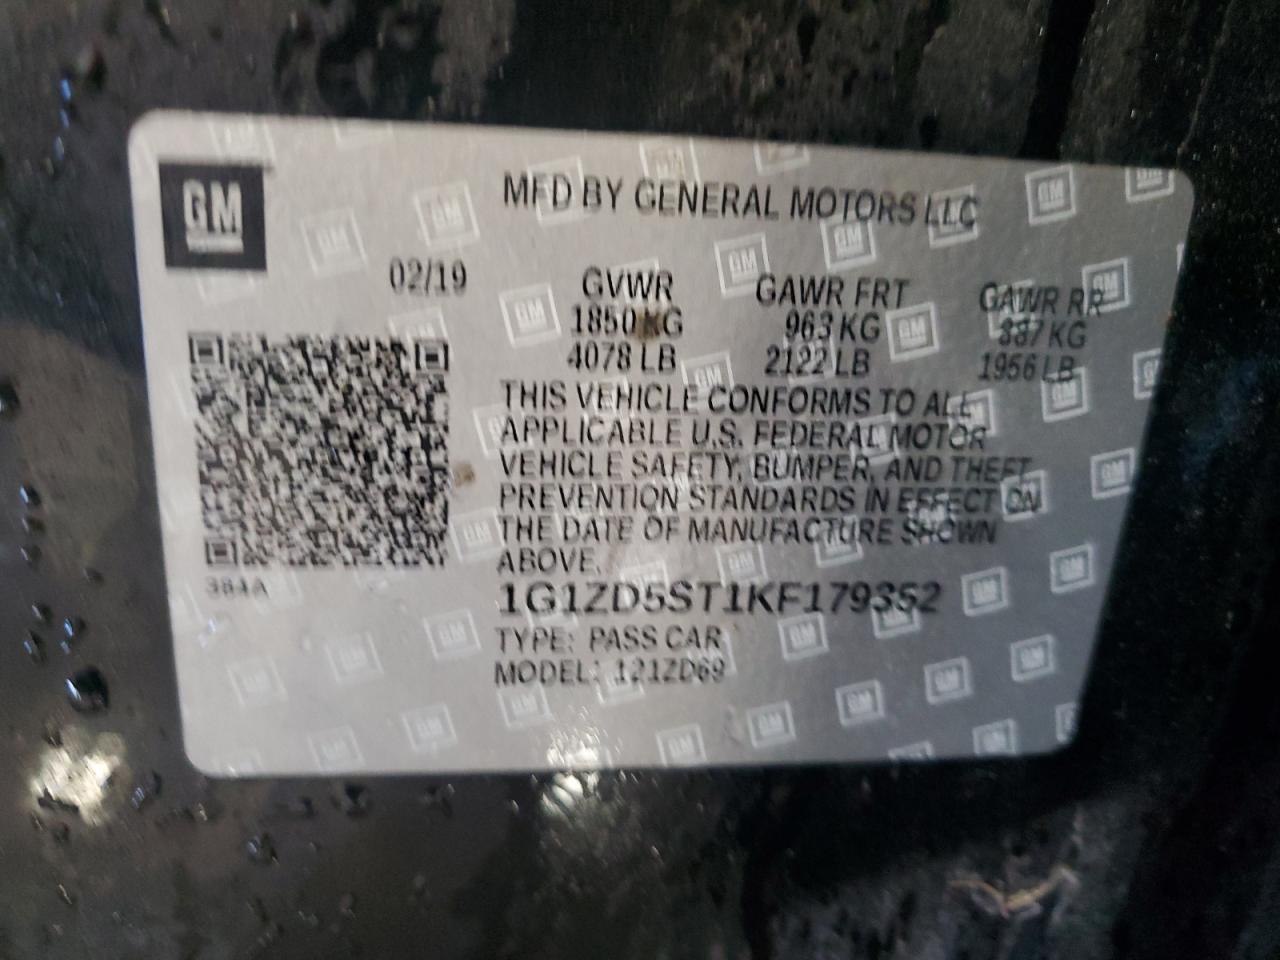 GM
MFD BY GENERAL MOTORS LLC
02/19
GVWR GAWR FRT GAWR RR
1850 KG 963 KG 887 KG
4078 LB 2122 LB 1956 LB
THIS VEHICLE CONFORMS TO ALL
APPLICABLE U.S. FEDERAL MOTOR
VEHICLE SAFETY, BUMPER, AND THEFT
PREVENTION STANDARDS IN EFFECT ON
THE DATE OF MANUFACTURE SHOWN
ABOVE.
384A
1G1ZD5ST1KF179352
TYPE: PASS CAR
MODEL: 121ZD69